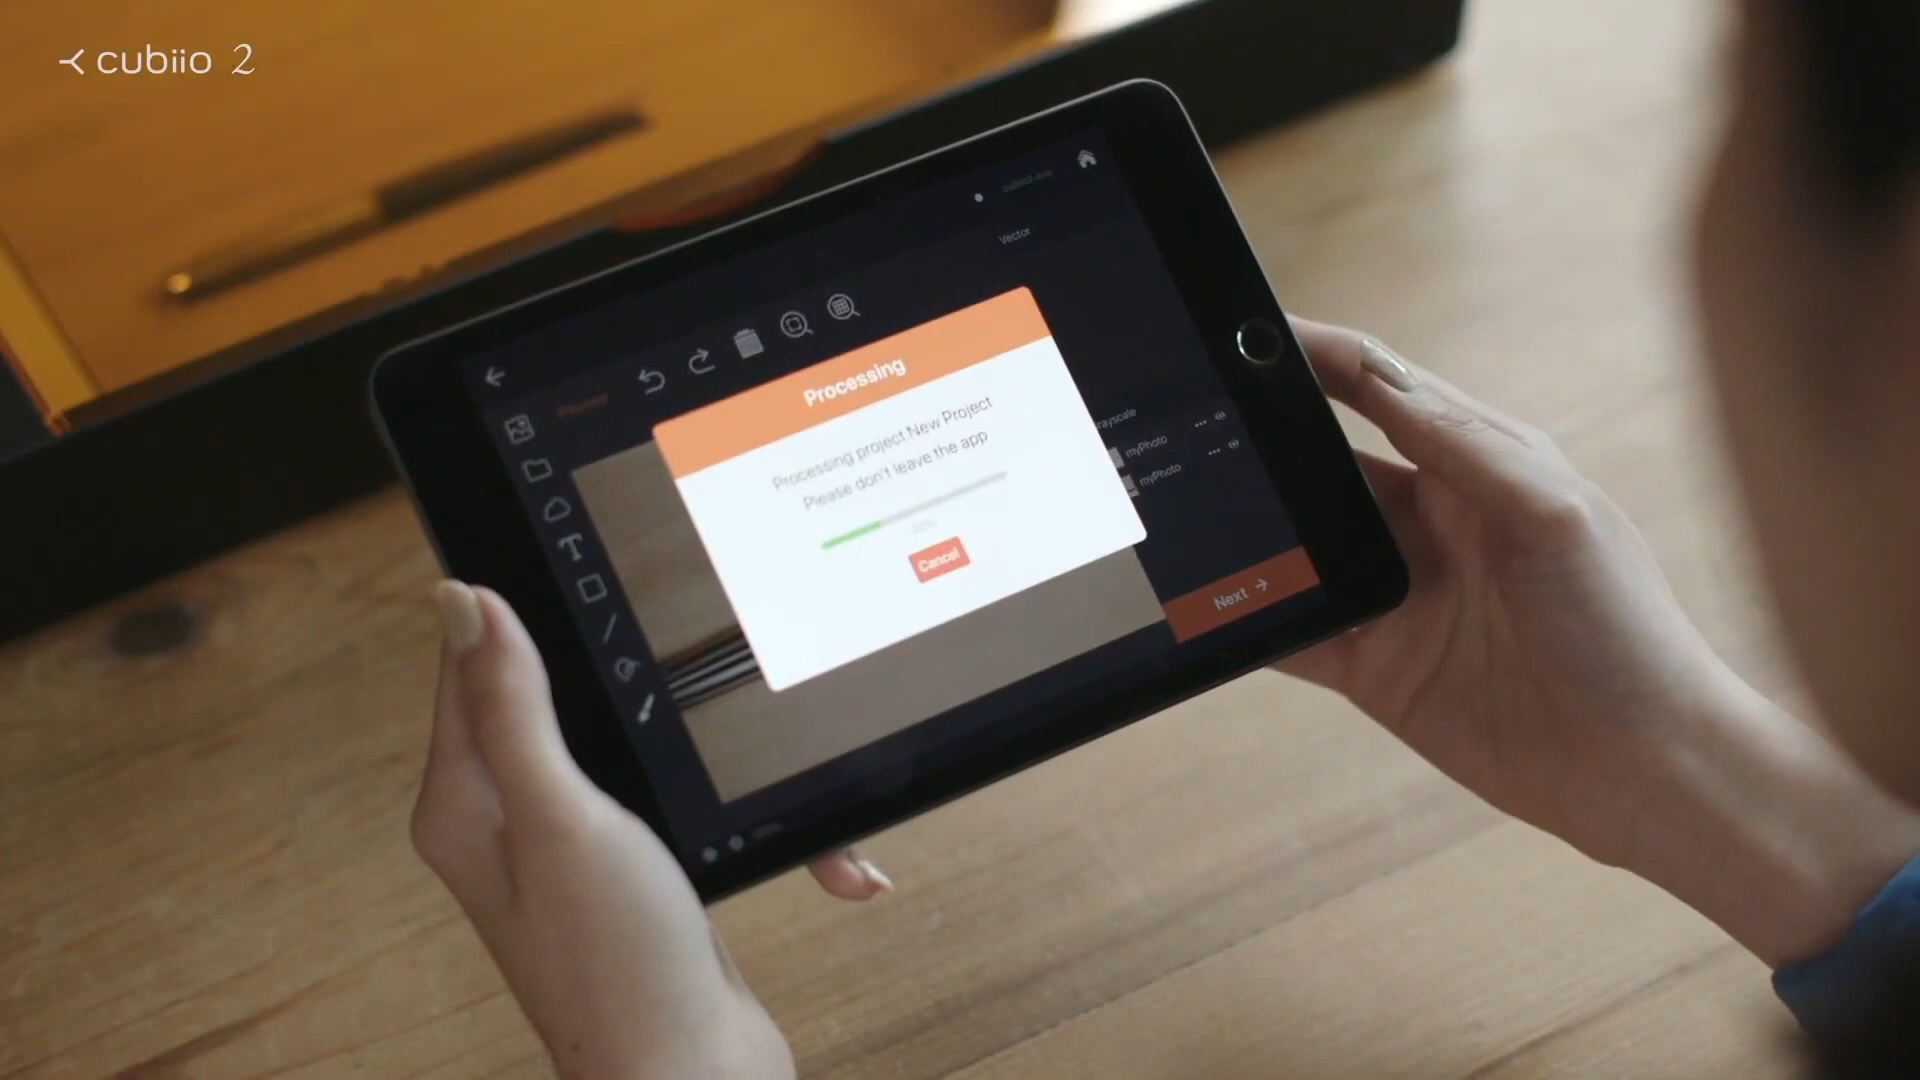 cubiio 2
Vector
Processing
Processing project New Project
Please don't leave the app
Cancel
myPhoto
myPhoto
Next